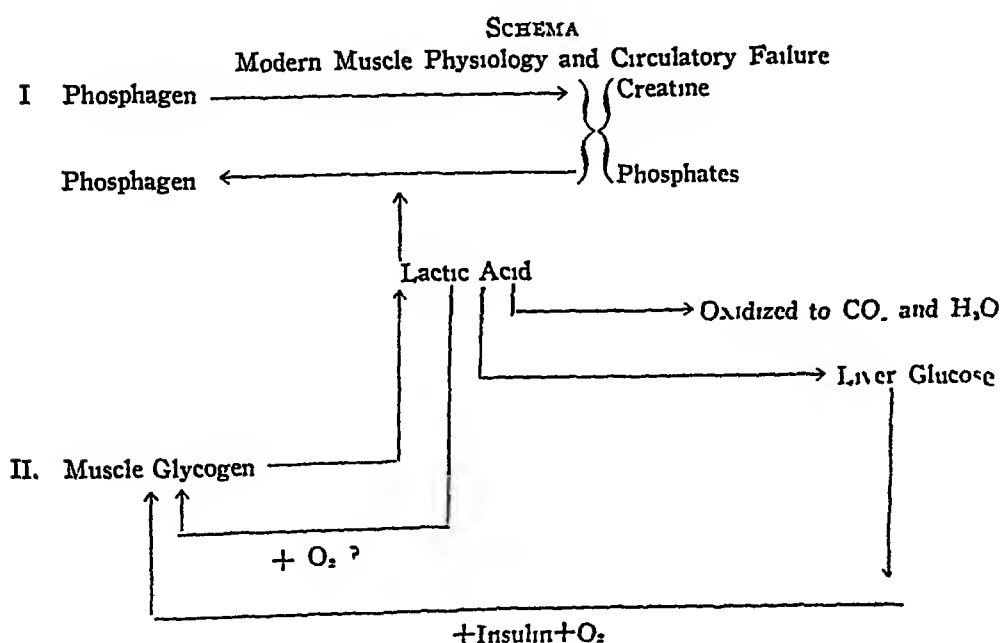 SCHEMA
Modern Muscle Physiology and Circulatory Failure
I Phosphagen Creatine
Phosphagen Phosphates
Lactic Acid
Oxidized to CO. and H₂O
Liver Glucose
II. Muscle Glycogen
+ O₂ ?
+Insulin+O₂